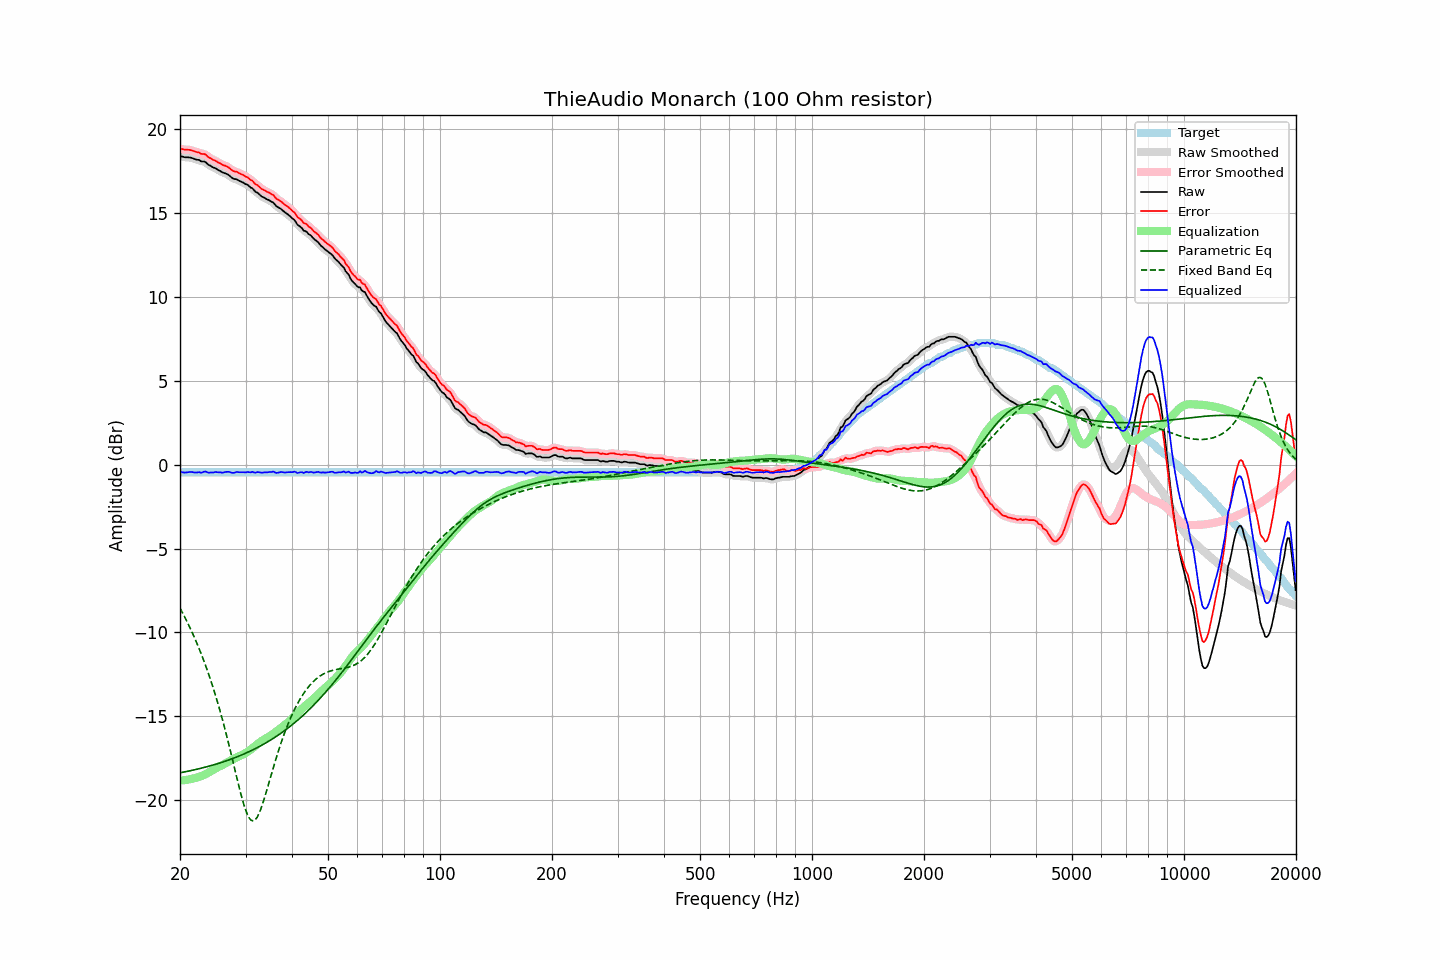 ThieAudio Monarch (100 Ohm resistor)
Target
Raw Smoothed
Error Smoothed
Raw
Error
Equalization
Parametric Eq
Fixed Band Eq
Equalized
Amplitude (dBr)
20
15
10
5
0
−5
−10
−15
−20
20 50 100 200 500 1000 2000 5000 10000 20000
Frequency (Hz)